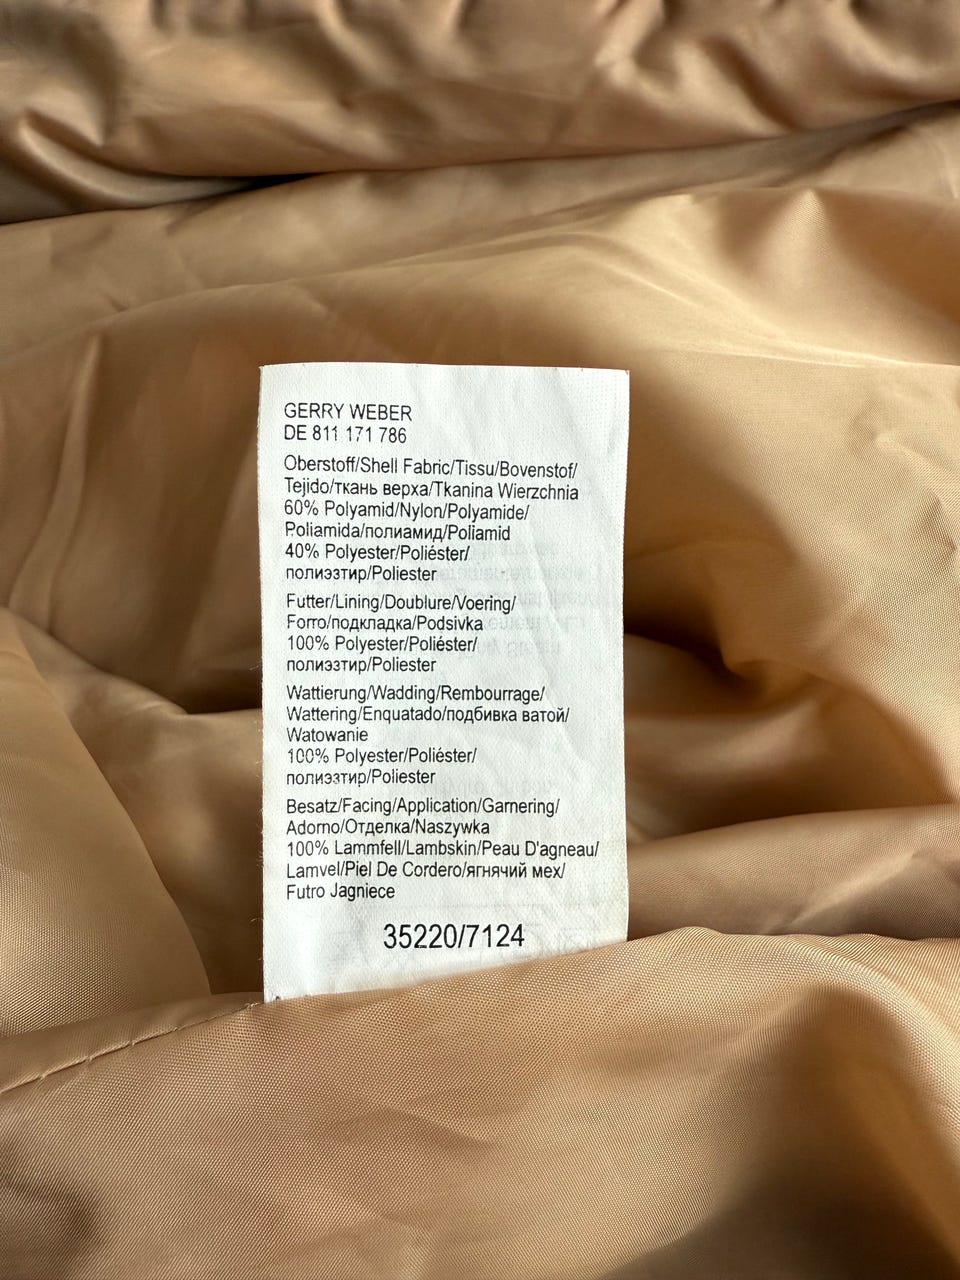 GERRY WEBER
DE 811 171 786
Oberstoff/Shell Fabric/Tissu/Bovenstof/
Tejido/ткань верха/Tkanina Wierzchnia
60% Polyamid/Nylon/Polyamide/
Poliamida/полиамид/Poliamid
40% Polyester/Poliéster/
полиэзтир/Poliester
Futter/Lining/Doublure/Voering/
Forro/подкладка/Podsivka
100% Polyester/Poliéster/
полиэзтир/Poliester
Wattierung/Wadding/Rembourrage/
Wattering/Enquatado/подбивка ватой/
Watowanie
100% Polyester/Poliéster/
полиэзтир/Poliester
Besatz/Facing/Application/Garnering/
Adorno/Отделка/Naszywka
100% Lammfell/Lambskin/Peau D'agneau/
Lamvel/Piel De Cordero/ягнячий мех/
Futro Jagniece
35220/7124